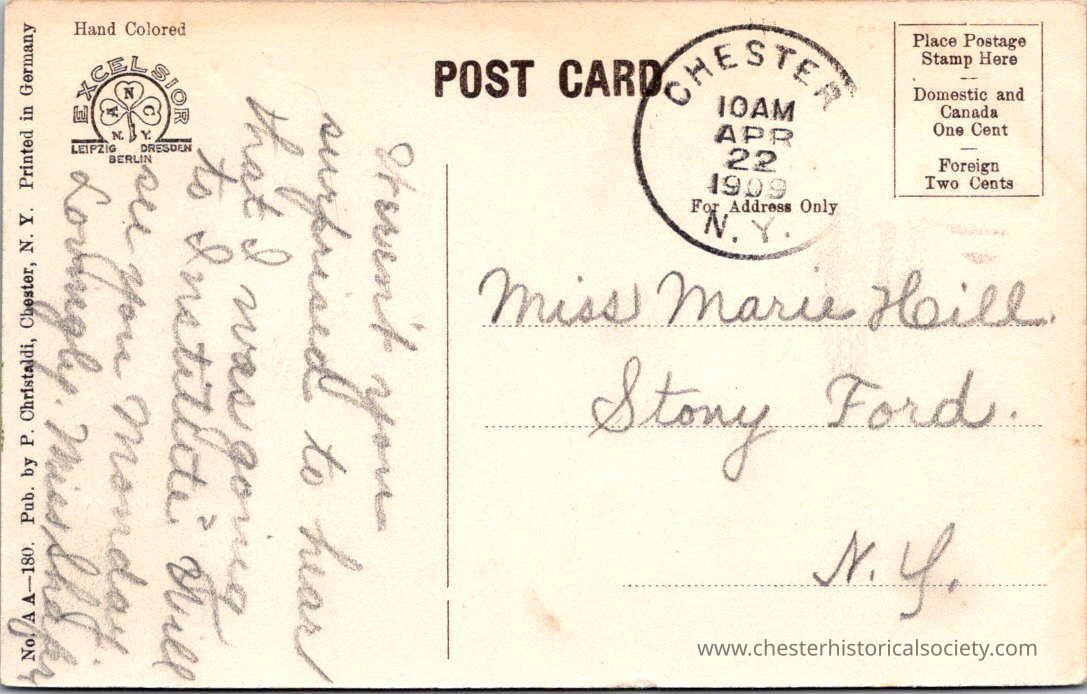 Hand Colored
EXCELSIOR
A N C
N. Y.
LEIPZIG DRESDEN
BERLIN
POST CARD
CHESTER
10AM
APR
22
1909
N. Y.
For Address Only
Place Postage
Stamp Here
Domestic and
Canada
One Cent
Foreign
Two Cents
No. AA—180. Pub. by P. Christaldi, Chester, N. Y. Printed in Germany
Weren't you
surprised to hear
that I was going
to Institute? Will
see you Monday.
Lovingly, Miss
Miss Marie Hill.
Stony Ford.
N. Y.
www.chesterhistoricalsociety.com